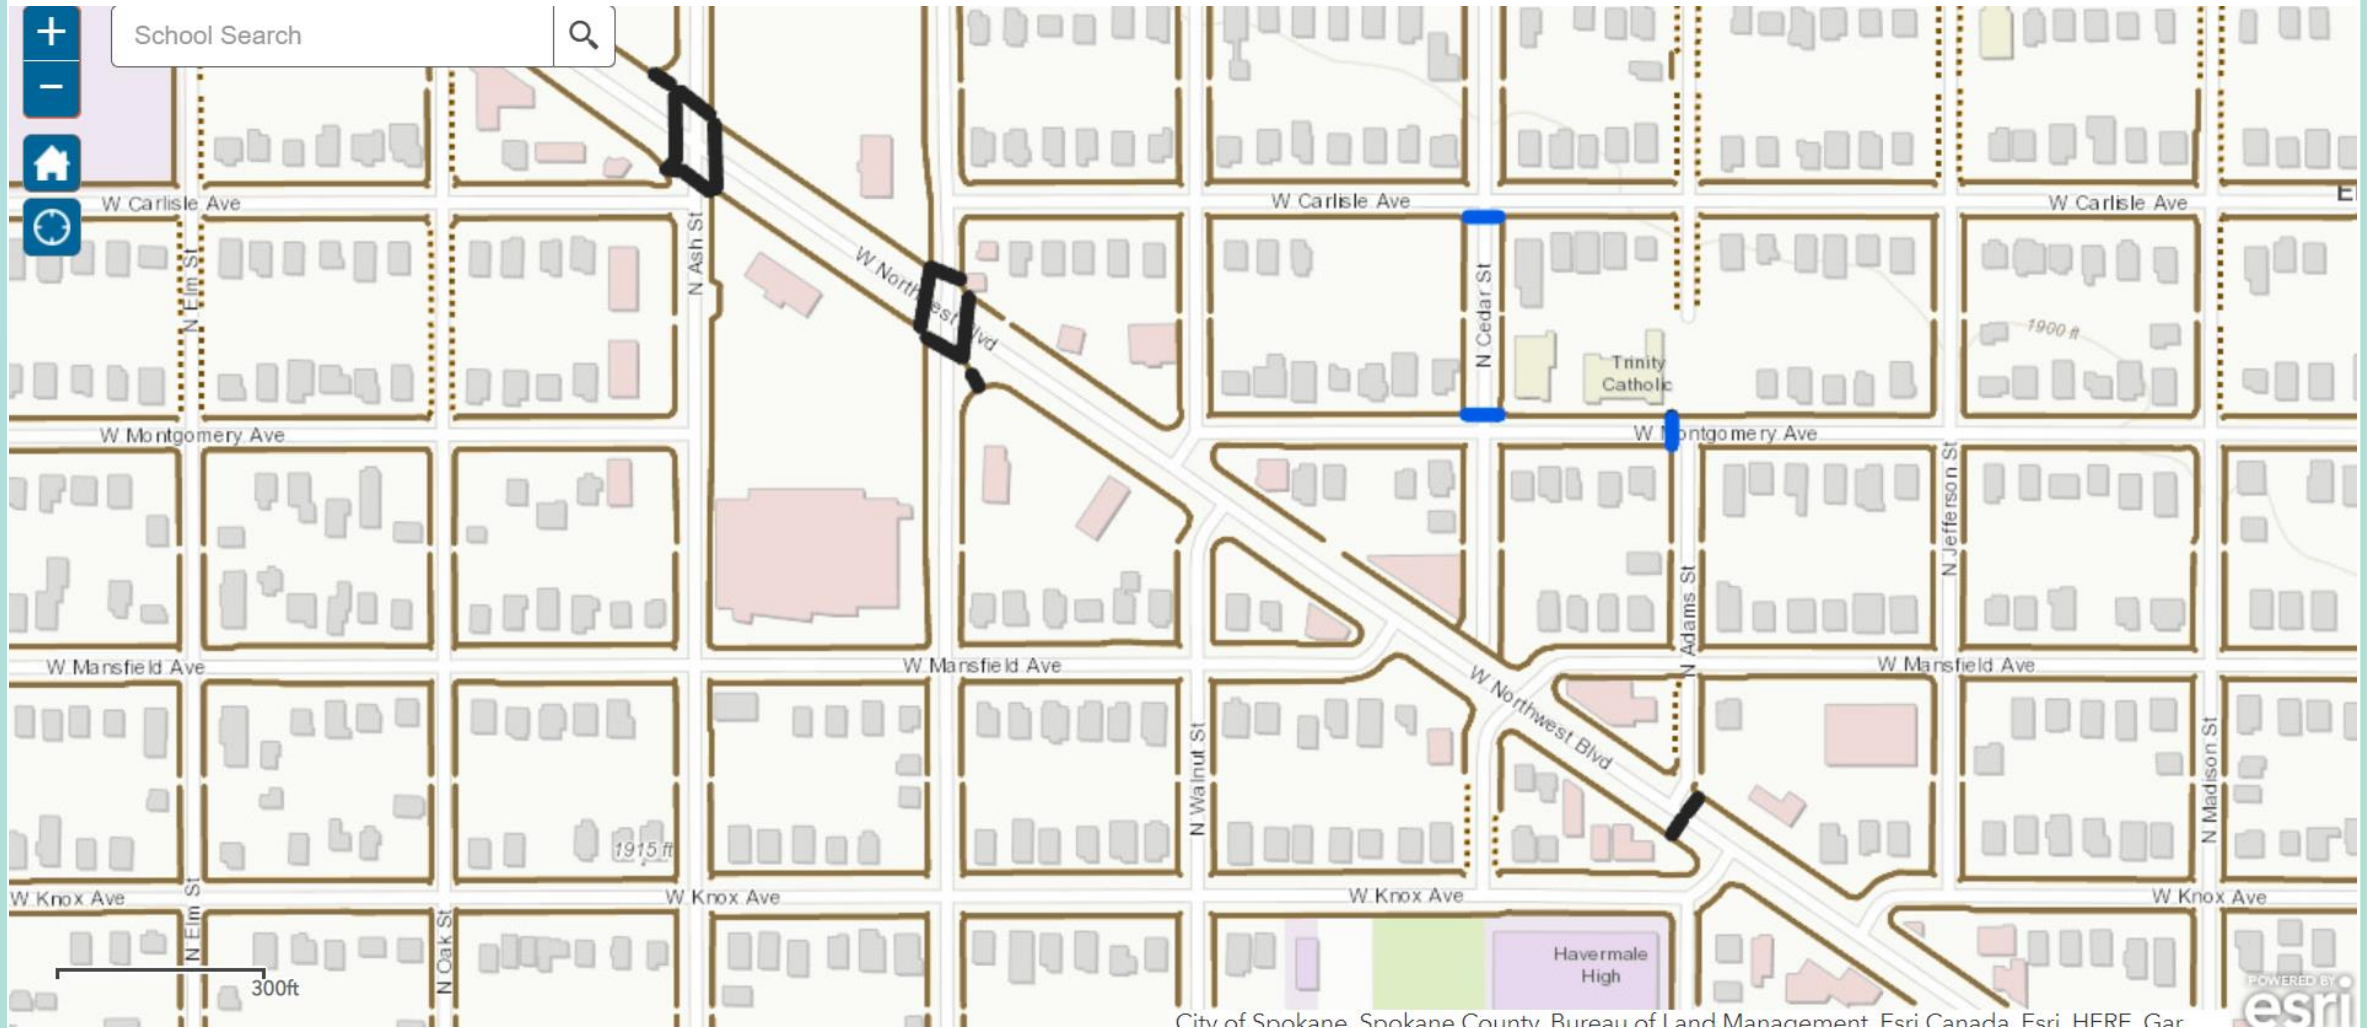 +
School Search
−
W Carlisle Ave
W Carlisle Ave
W Carlisle Ave
N Elm St
N Ash St
W Northwest Blvd
N Cedar St
1900 ft
Trinity
Catholic
W Montgomery Ave
W Montgomery Ave
N Jefferson St
N Adams St
W Mansfield Ave
W Mansfield Ave
W Mansfield Ave
W Northwest Blvd
N Walnut St
N Madison St
1915 ft
W Knox Ave
W Knox Ave
W Knox Ave
W Knox Ave
N Elm St
N Oak St
Havermale
High
300ft
POWERED BY
esri
City of Spokane, Spokane County, Bureau of Land Management, Esri Canada, Esri, HERE, Gar